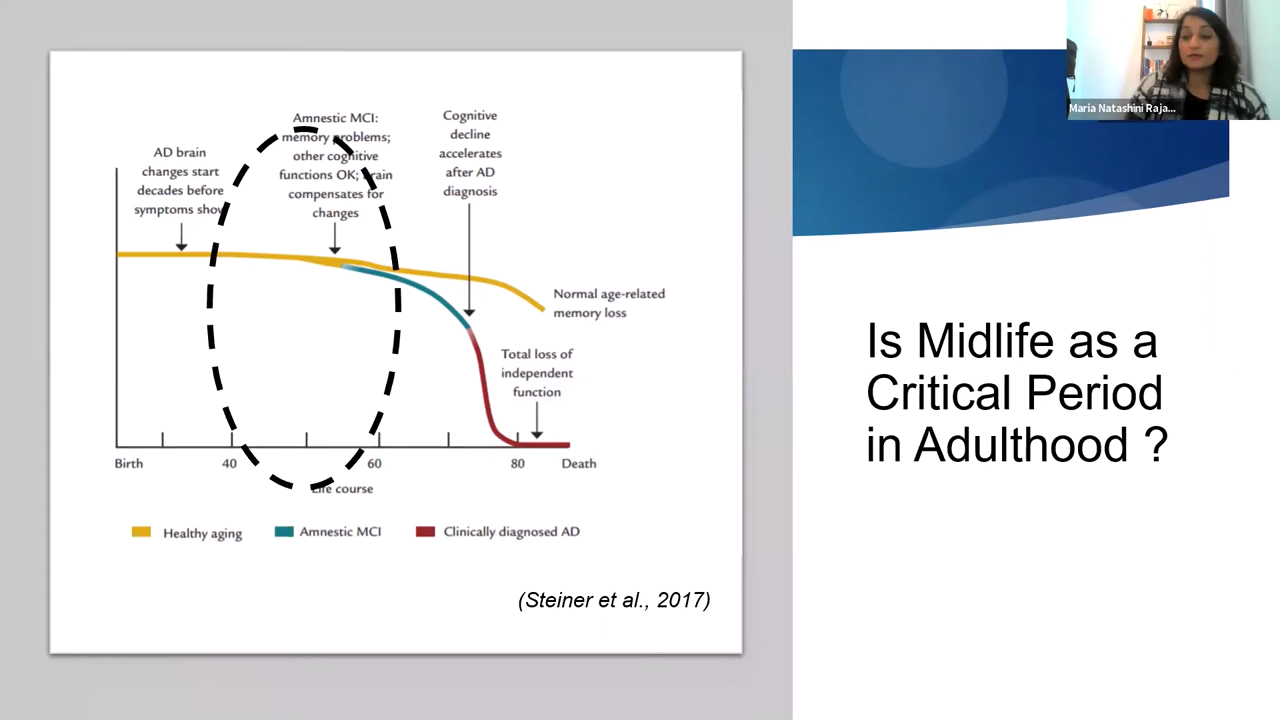 Amnestic MCI:
memory problems;
other cognitive
functions OK; brain
compensates for
changes
Cognitive
decline
accelerates
after AD
diagnosis
AD brain
changes start
decades before
symptoms show
Normal age-related
memory loss
Total loss of
independent
function
Birth
40
60
80
Death
Life course
Healthy aging
Amnestic MCI
Clinically diagnosed AD
(Steiner et al., 2017)
Maria Natashini Raja...
Is Midlife as a
Critical Period
in Adulthood ?